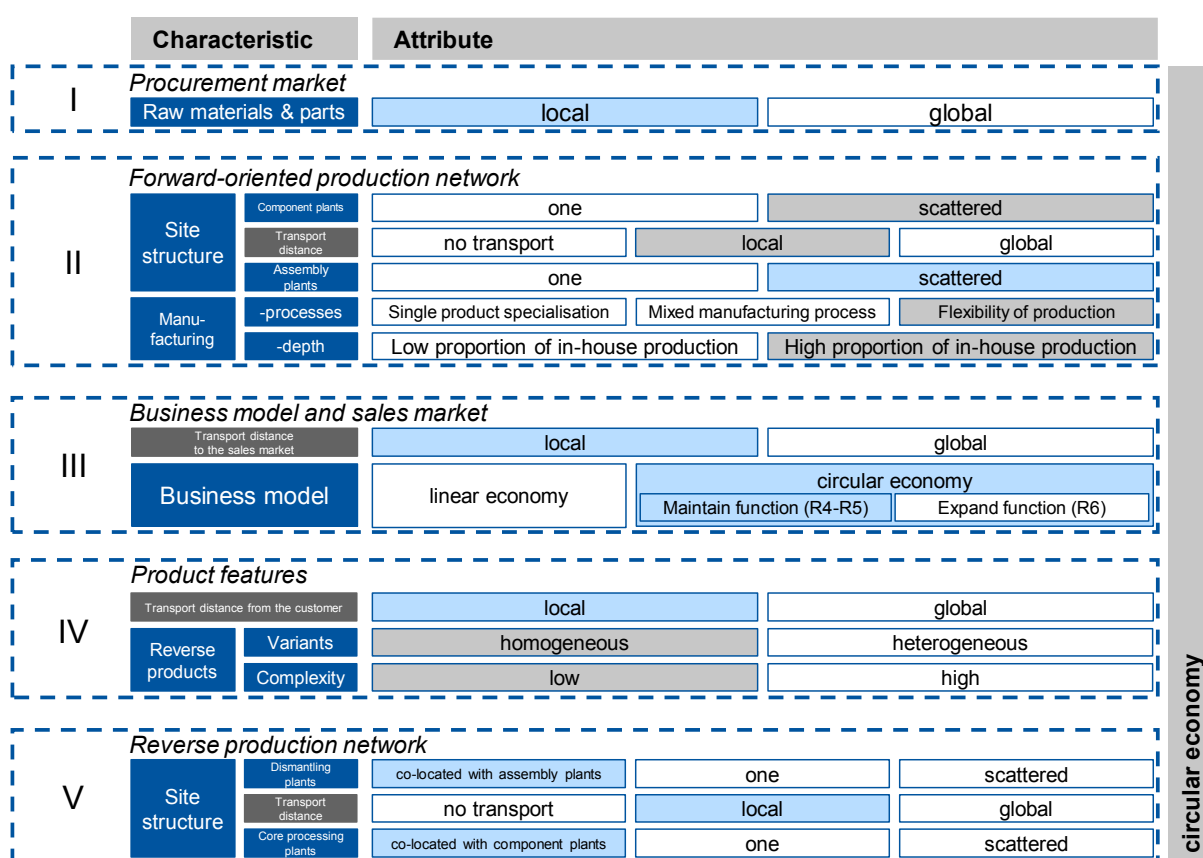 Characteristic Attribute
I
Procurement market
Raw materials & parts local global
II
Forward-oriented production network
Site
structure
Component plants one scattered
Transport
distance no transport local global
Assembly
plants one scattered
Manu-
facturing
-processes Single product specialisation Mixed manufacturing process Flexibility of production
-depth Low proportion of in-house production High proportion of in-house production
III
Business model and sales market
Transport distance
to the sales market local global
Business model linear economy circular economy
Maintain function (R4-R5) Expand function (R6)
IV
Product features
Transport distance from the customer local global
Reverse
products
Variants homogeneous heterogeneous
Complexity low high
V
Reverse production network
Site
structure
Dismantling
plants co-located with assembly plants one scattered
Transport
distance no transport local global
Core processing
plants co-located with component plants one scattered
circular economy